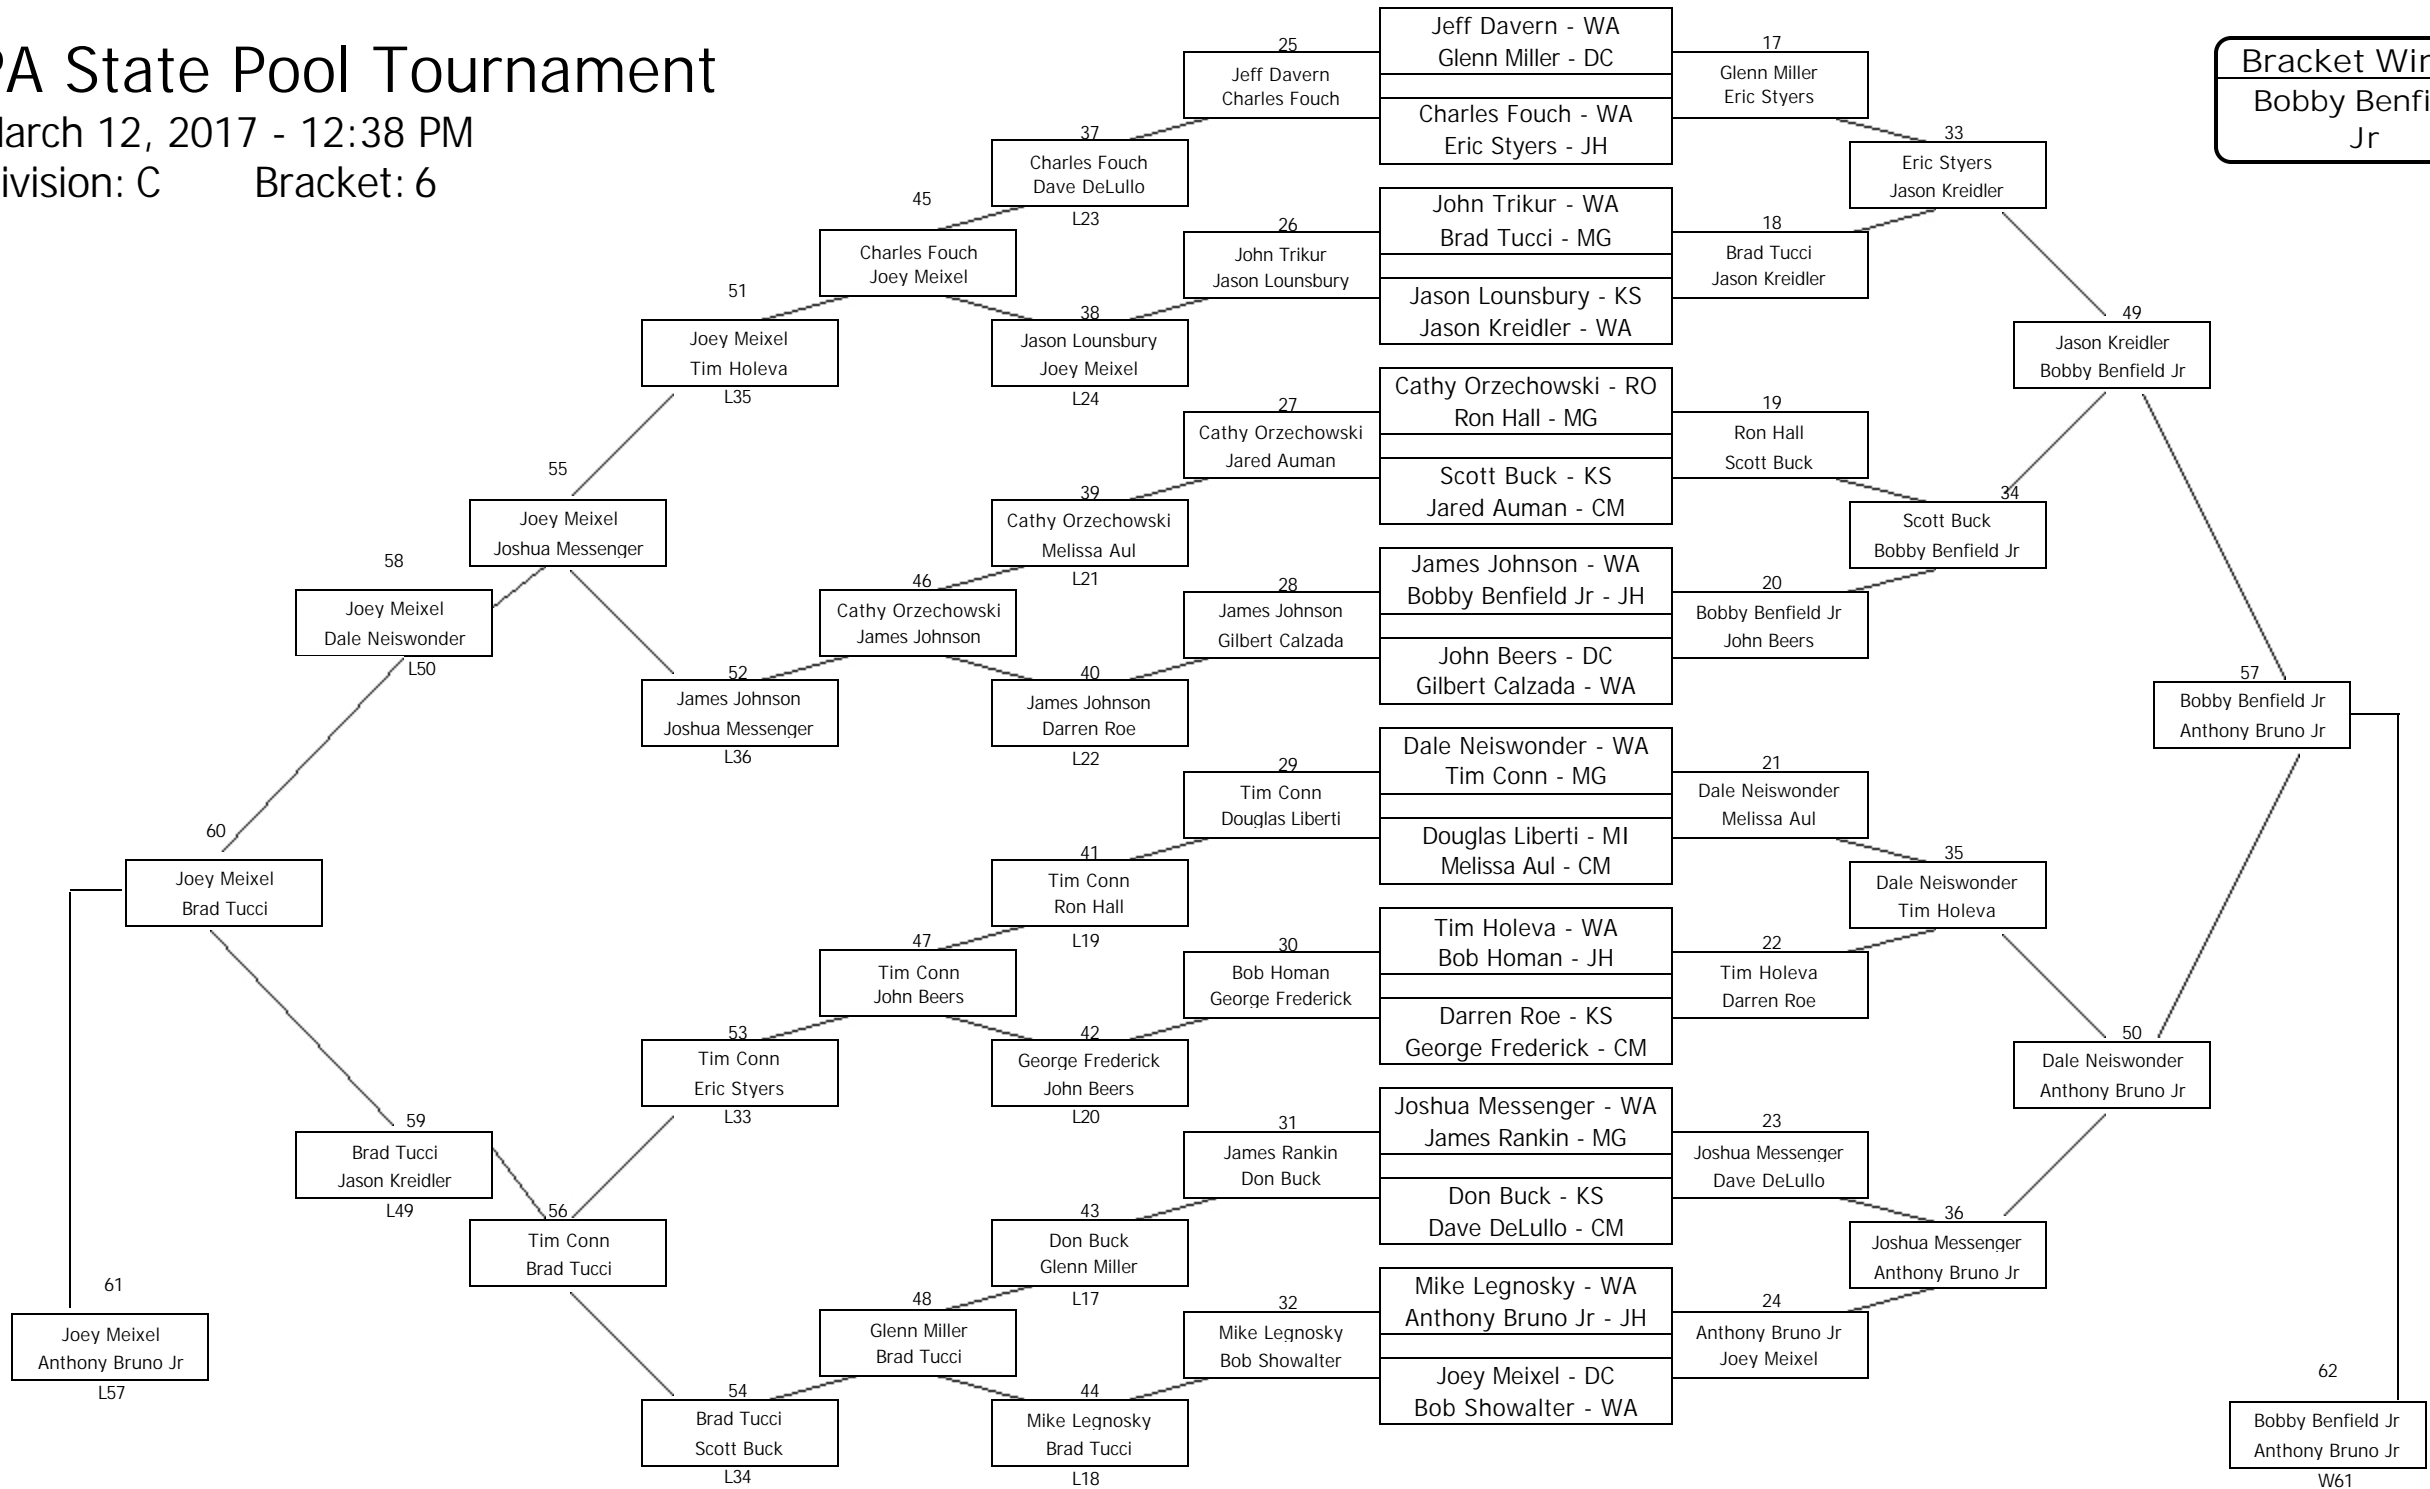 PA State Pool Tournament
March 12, 2017 - 12:38 PM
Division: C Bracket: 6
Bracket Win
Bobby Benfi
Jr
61
Joey Meixel
Anthony Bruno Jr
L57
60
Joey Meixel
Brad Tucci
58
Joey Meixel
Dale Neiswonder
L50
59
Brad Tucci
Jason Kreidler
L49
55
Joey Meixel
Joshua Messenger
56
Tim Conn
Brad Tucci
51
Joey Meixel
Tim Holeva
L35
52
James Johnson
Joshua Messenger
L36
53
Tim Conn
Eric Styers
L33
54
Brad Tucci
Scott Buck
L34
45
Charles Fouch
Joey Meixel
46
Cathy Orzechowski
James Johnson
47
Tim Conn
John Beers
48
Glenn Miller
Brad Tucci
37
Charles Fouch
Dave DeLullo
L23
38
Jason Lounsbury
Joey Meixel
L24
39
Cathy Orzechowski
Melissa Aul
L21
40
James Johnson
Darren Roe
L22
41
Tim Conn
Ron Hall
L19
42
George Frederick
John Beers
L20
43
Don Buck
Glenn Miller
L17
44
Mike Legnosky
Brad Tucci
L18
25
Jeff Davern
Charles Fouch
26
John Trikur
Jason Lounsbury
27
Cathy Orzechowski
Jared Auman
28
James Johnson
Gilbert Calzada
29
Tim Conn
Douglas Liberti
30
Bob Homan
George Frederick
31
James Rankin
Don Buck
32
Mike Legnosky
Bob Showalter
Jeff Davern - WA
Glenn Miller - DC
Charles Fouch - WA
Eric Styers - JH
John Trikur - WA
Brad Tucci - MG
Jason Lounsbury - KS
Jason Kreidler - WA
Cathy Orzechowski - RO
Ron Hall - MG
Scott Buck - KS
Jared Auman - CM
James Johnson - WA
Bobby Benfield Jr - JH
John Beers - DC
Gilbert Calzada - WA
Dale Neiswonder - WA
Tim Conn - MG
Douglas Liberti - MI
Melissa Aul - CM
Tim Holeva - WA
Bob Homan - JH
Darren Roe - KS
George Frederick - CM
Joshua Messenger - WA
James Rankin - MG
Don Buck - KS
Dave DeLullo - CM
Mike Legnosky - WA
Anthony Bruno Jr - JH
Joey Meixel - DC
Bob Showalter - WA
17
Glenn Miller
Eric Styers
18
Brad Tucci
Jason Kreidler
19
Ron Hall
Scott Buck
20
Bobby Benfield Jr
John Beers
21
Dale Neiswonder
Melissa Aul
22
Tim Holeva
Darren Roe
23
Joshua Messenger
Dave DeLullo
24
Anthony Bruno Jr
Joey Meixel
33
Eric Styers
Jason Kreidler
34
Scott Buck
Bobby Benfield Jr
35
Dale Neiswonder
Tim Holeva
36
Joshua Messenger
Anthony Bruno Jr
49
Jason Kreidler
Bobby Benfield Jr
50
Dale Neiswonder
Anthony Bruno Jr
57
Bobby Benfield Jr
Anthony Bruno Jr
62
Bobby Benfield Jr
Anthony Bruno Jr
W61